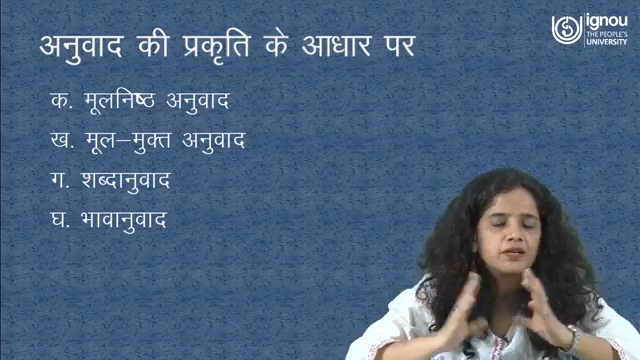 अनुवाद की प्रकृति के आधार पर
क. मूलनिष्ठ अनुवाद
ख. मूल–मुक्त अनुवाद
ग. शब्दानुवाद
घ. भावानुवाद
ignou
THE PEOPLE'S
UNIVERSITY